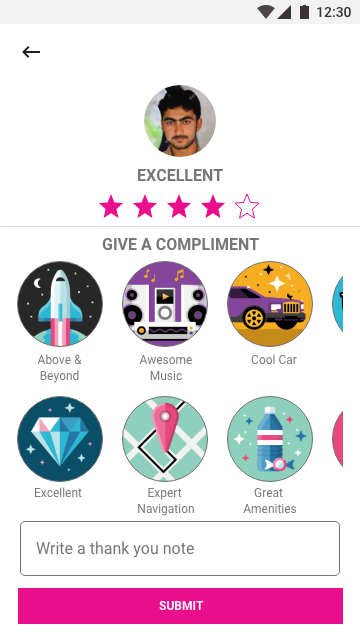 12:30
EXCELLENT
GIVE A COMPLIMENT
Above &
Beyond
Awesome
Music
Cool Car
Excellent
Expert
Navigation
Great
Amenities
Write a thank you note
SUBMIT